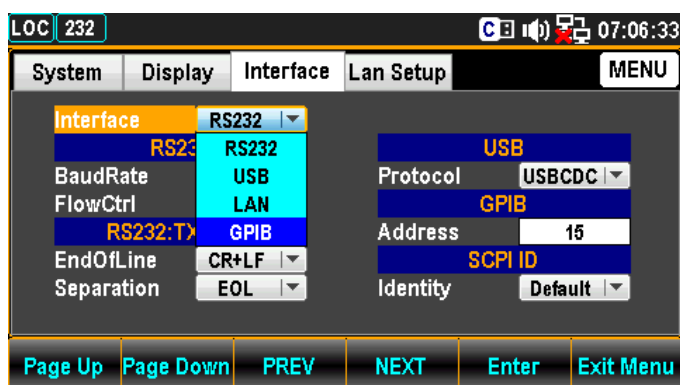 LOC 232 C 07:06:33
System Display Interface Lan Setup MENU
Interface RS232
RS232 USB
BaudRate USB Protocol USBCDC
FlowCtrl LAN GPIB
RS232:TX GPIB Address 15
EndOfLine CR+LF SCPI ID
Separation EOL Identity Default
Page Up Page Down PREV NEXT Enter Exit Menu